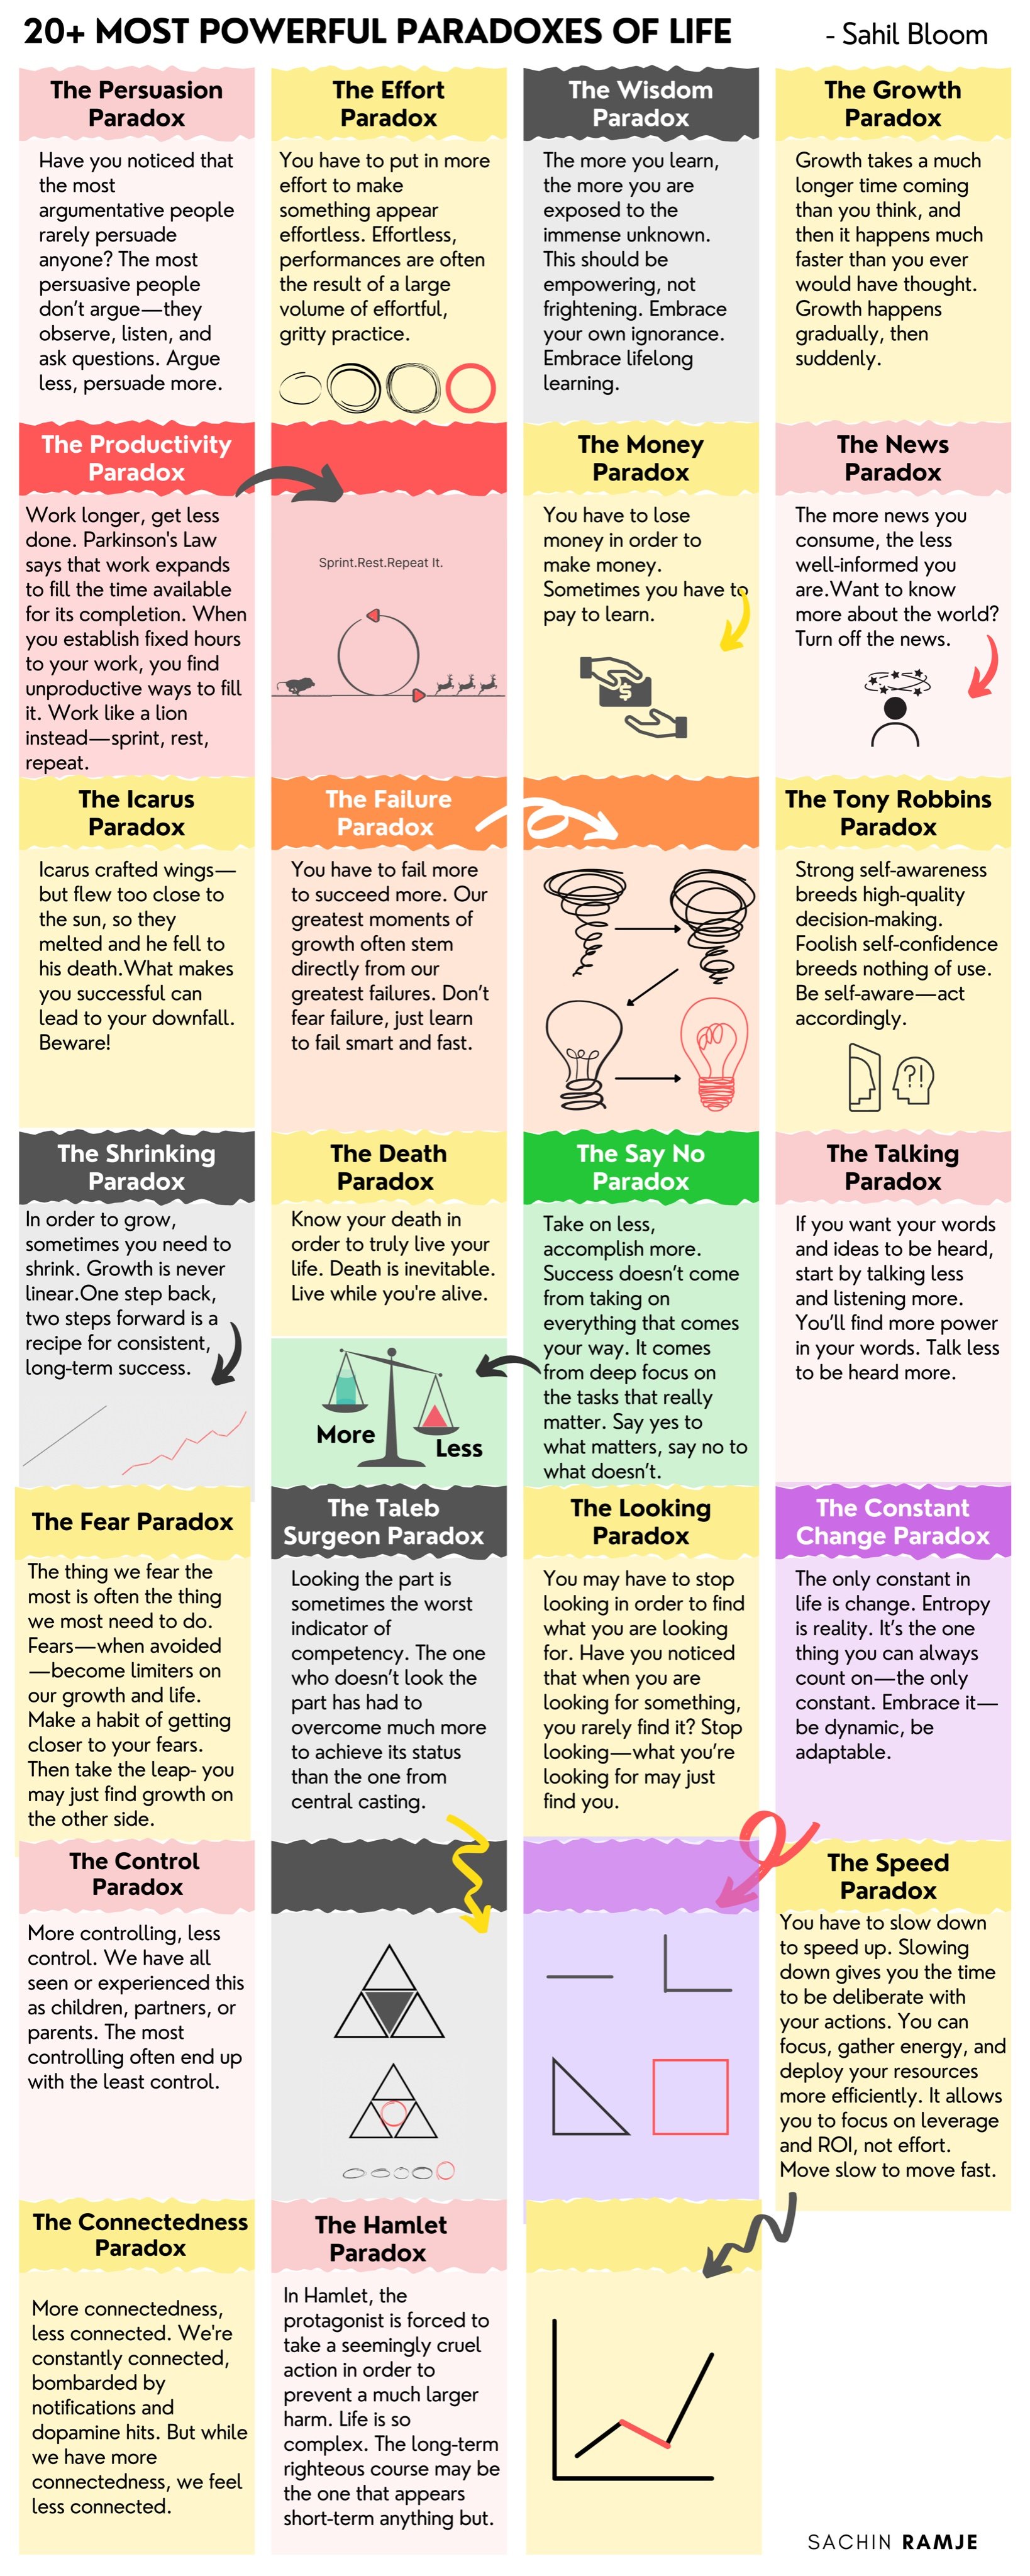 20+ MOST POWERFUL PARADOXES OF LIFE
- Sahil Bloom
The Persuasion
Paradox
Have you noticed that
the most
argumentative people
rarely persuade
anyone? The most
persuasive people
don't argue—they
observe, listen, and
ask questions. Argue
less, persuade more.
The Effort
Paradox
You have to put in more
effort to make
something appear
effortless. Effortless,
performances are often
the result of a large
volume of effortful,
gritty practice.
The Wisdom
Paradox
The more you learn,
the more you are
exposed to the
immense unknown.
This should be
empowering, not
frightening. Embrace
your own ignorance.
Embrace lifelong
learning.
The Growth
Paradox
Growth takes a much
longer time coming
than you think, and
then it happens much
faster than you ever
would have thought.
Growth happens
gradually, then
suddenly.
The Productivity
Paradox
Work longer, get less
done. Parkinson's Law
says that work expands
to fill the time available
for its completion. When
you establish fixed hours
to your work, you find
unproductive ways to fill
it. Work like a lion
instead—sprint, rest,
repeat.
Sprint.Rest.Repeat It.
The Money
Paradox
You have to lose
money in order to
make money.
Sometimes you have to
pay to learn.
$
The News
Paradox
The more news you
consume, the less
well-informed you
are.Want to know
more about the world?
Turn off the news.
The Icarus
Paradox
Icarus crafted wings—
but flew too close to
the sun, so they
melted and he fell to
his death.What makes
you successful can
lead to your downfall.
Beware!
The Failure
Paradox
You have to fail more
to succeed more. Our
greatest moments of
growth often stem
directly from our
greatest failures. Don't
fear failure, just learn
to fail smart and fast.
The Tony Robbins
Paradox
Strong self-awareness
breeds high-quality
decision-making.
Foolish self-confidence
breeds nothing of use.
Be self-aware—act
accordingly.
?!
The Shrinking
Paradox
In order to grow,
sometimes you need to
shrink. Growth is never
linear.One step back,
two steps forward is a
recipe for consistent,
long-term success.
The Death
Paradox
Know your death in
order to truly live your
life. Death is inevitable.
Live while you're alive.
More
Less
The Say No
Paradox
Take on less,
accomplish more.
Success doesn't come
from taking on
everything that comes
your way. It comes
from deep focus on
the tasks that really
matter. Say yes to
what matters, say no to
what doesn't.
The Talking
Paradox
If you want your words
and ideas to be heard,
start by talking less
and listening more.
You'll find more power
in your words. Talk less
to be heard more.
The Fear Paradox
The thing we fear the
most is often the thing
we most need to do.
Fears—when avoided
—become limiters on
our growth and life.
Make a habit of getting
closer to your fears.
Then take the leap- you
may just find growth on
the other side.
The Taleb
Surgeon Paradox
Looking the part is
sometimes the worst
indicator of
competency. The one
who doesn't look the
part has had to
overcome much more
to achieve its status
than the one from
central casting.
The Looking
Paradox
You may have to stop
looking in order to find
what you are looking
for. Have you noticed
that when you are
looking for something,
you rarely find it? Stop
looking—what you're
looking for may just
find you.
The Constant
Change Paradox
The only constant in
life is change. Entropy
is reality. It's the one
thing you can always
count on—the only
constant. Embrace it—
be dynamic, be
adaptable.
The Control
Paradox
More controlling, less
control. We have all
seen or experienced this
as children, partners, or
parents. The most
controlling often end up
with the least control.
The Speed
Paradox
You have to slow down
to speed up. Slowing
down gives you the time
to be deliberate with
your actions. You can
focus, gather energy, and
deploy your resources
more efficiently. It allows
you to focus on leverage
and ROI, not effort.
Move slow to move fast.
The Connectedness
Paradox
More connectedness,
less connected. We're
constantly connected,
bombarded by
notifications and
dopamine hits. But while
we have more
connectedness, we feel
less connected.
The Hamlet
Paradox
In Hamlet, the
protagonist is forced to
take a seemingly cruel
action in order to
prevent a much larger
harm. Life is so
complex. The long-term
righteous course may be
the one that appears
short-term anything but.
SACHIN RAMJE